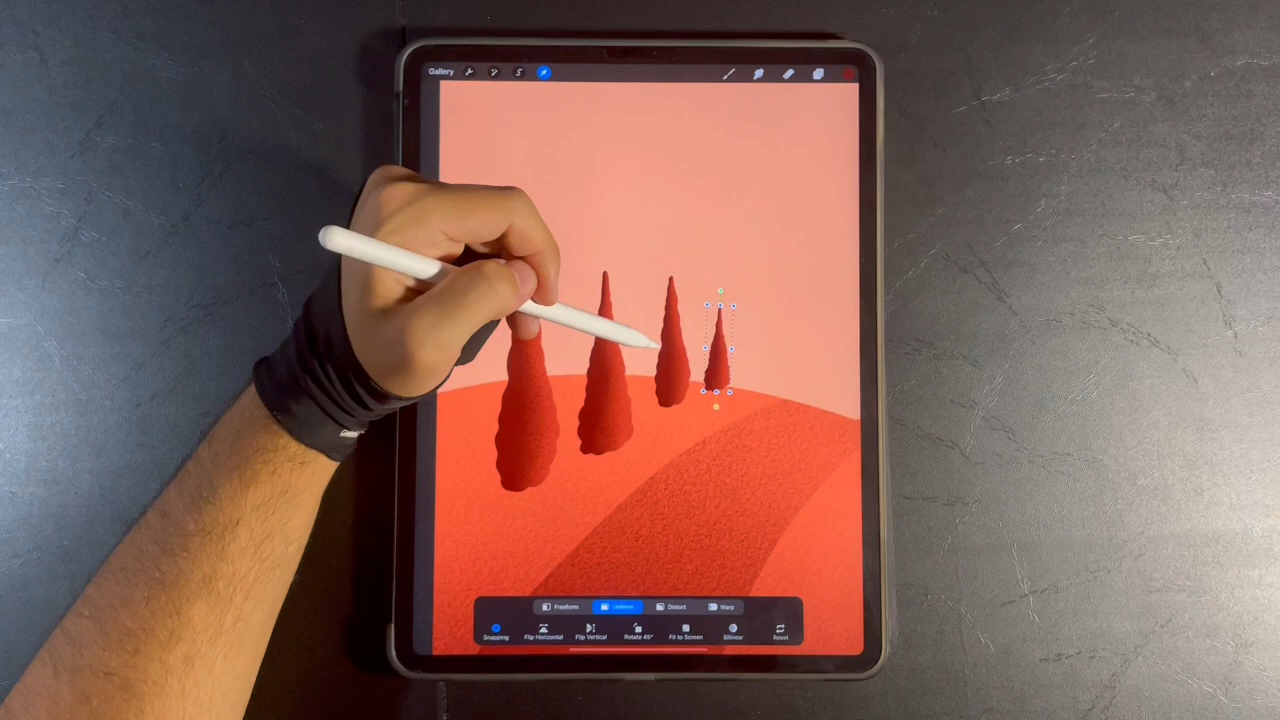 Gallery
Freeform Uniform Distort Warp
Snapping Flip Horizontal Flip Vertical Rotate 45° Fit to Screen Bilinear Reset